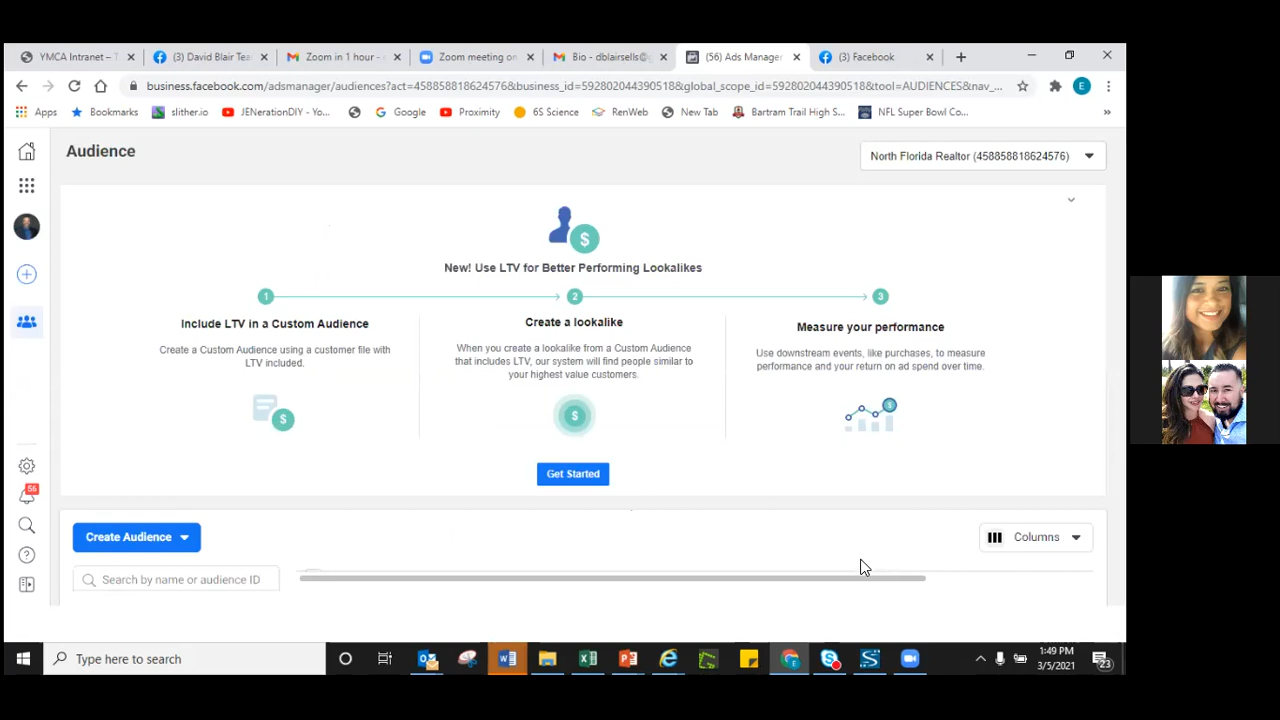 YMCA Intranet – T
(3) David Blair Tea
Zoom in 1 hour -
Zoom meeting on
Bio - dblairsells@
(56) Ads Manager
(3) Facebook
business.facebook.com/adsmanager/audience?act=458858818624576&business_id=592802044390518&global_scope_id=592802044390518&tool=AUDIENCES&nav_...
E
Apps
Bookmarks
slither.io
JENerationDIY - Yo...
Google
Proximity
6S Science
RenWeb
New Tab
Bartram Trail High S...
NFL Super Bowl Co...
»
Audience
North Florida Realtor (458858818624576)
$
New! Use LTV for Better Performing Lookalikes
1
2
3
Include LTV in a Custom Audience
Create a Custom Audience using a customer file with
LTV included.
$
Create a lookalike
When you create a lookalike from a Custom Audience
that includes LTV, our system will find people similar to
your highest value customers.
$
Measure your performance
Use downstream events, like purchases, to measure
performance and your return on ad spend over time.
$
Get Started
56
Create Audience
Columns
Search by name or audience ID
Type here to search
1:49 PM
3/5/2021
23